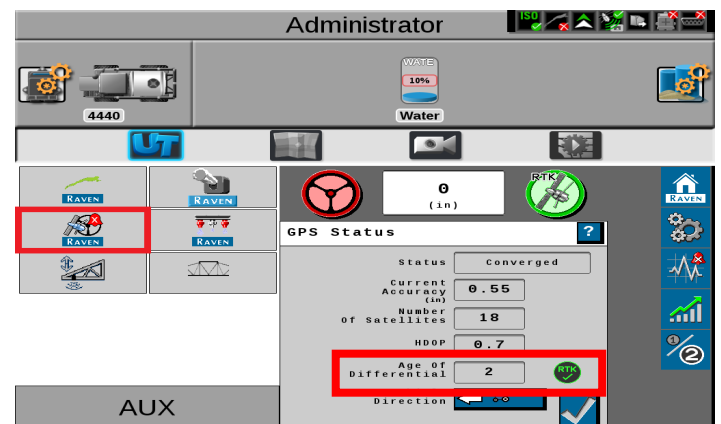 Administrator
ISO
WATE
10%
4440
Water
UT
RAVEN
RAVEN
RAVEN
RAVEN
0
(in)
RTK
RAVEN
GPS Status
?
Status
Converged
Current
Accuracy
(in)
0.55
Number
Of Satellites
18
HDOP
0.7
Age Of
Differential
2
RTK
Direction
1
2
AUX